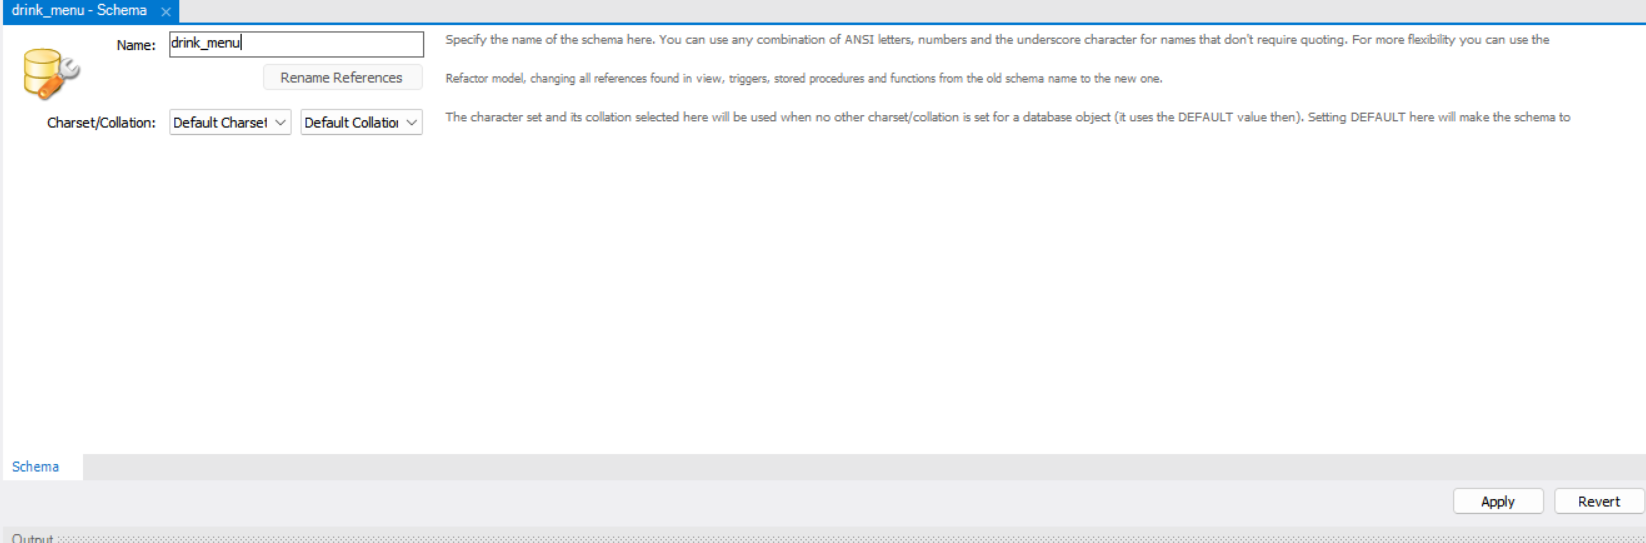 drink_menu - Schema
Name: drink_menu Specify the name of the schema here. You can use any combination of ANSI letters, numbers and the underscore character for names that don't require quoting. For more flexibility you can use the
Rename References Refactor model, changing all references found in view, triggers, stored procedures and functions from the old schema name to the new one.
Charset/Collation: Default Charset Default Collation The character set and its collation selected here will be used when no other charset/collation is set for a database object (it uses the DEFAULT value then). Setting DEFAULT here will make the schema to
Schema
Apply Revert
Output